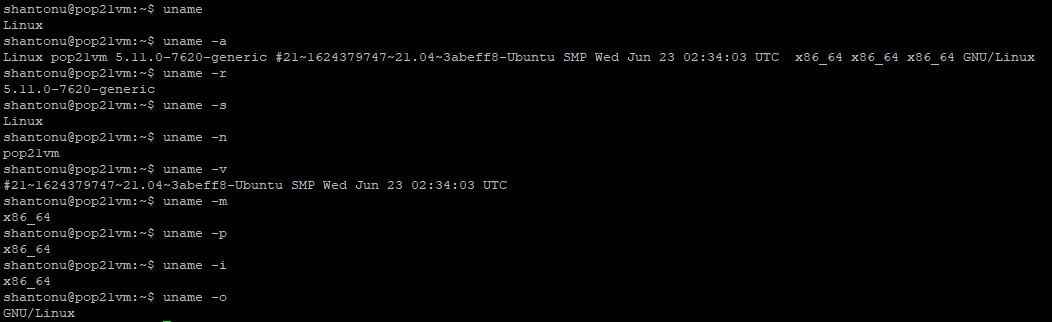 shantonu@pop21vm:~$ uname
Linux
shantonu@pop21vm:~$ uname -a
Linux pop21vm 5.11.0-7620-generic #21~1624379747~21.04~3abeff8-Ubuntu SMP Wed Jun 23 02:34:03 UTC  x86_64 x86_64 x86_64 GNU/Linux
shantonu@pop21vm:~$ uname -r
5.11.0-7620-generic
shantonu@pop21vm:~$ uname -s
Linux
shantonu@pop21vm:~$ uname -n
pop21vm
shantonu@pop21vm:~$ uname -v
#21~1624379747~21.04~3abeff8-Ubuntu SMP Wed Jun 23 02:34:03 UTC
shantonu@pop21vm:~$ uname -m
x86_64
shantonu@pop21vm:~$ uname -p
x86_64
shantonu@pop21vm:~$ uname -i
x86_64
shantonu@pop21vm:~$ uname -o
GNU/Linux